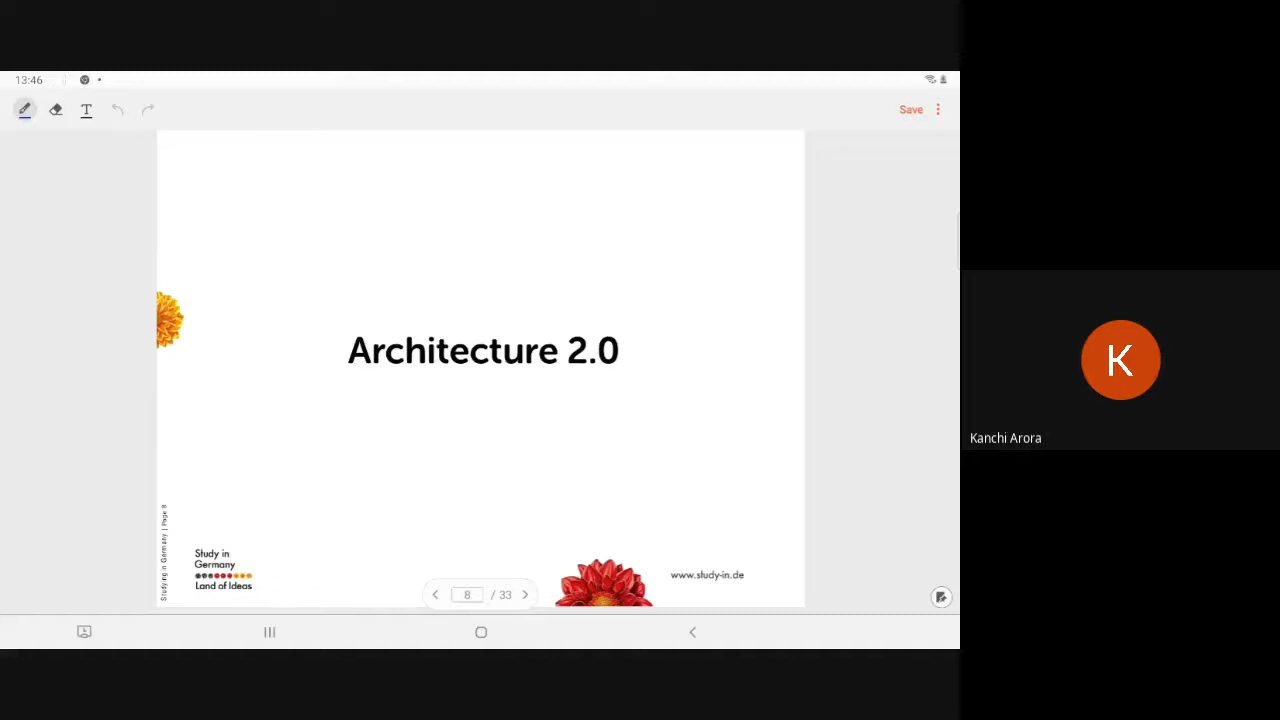 13:46
T
Save
Architecture 2.0
Studying in Germany | Page 8
Study in
Germany
Land of Ideas
8 / 33
www.study-in.de
K
Kanchi Arora